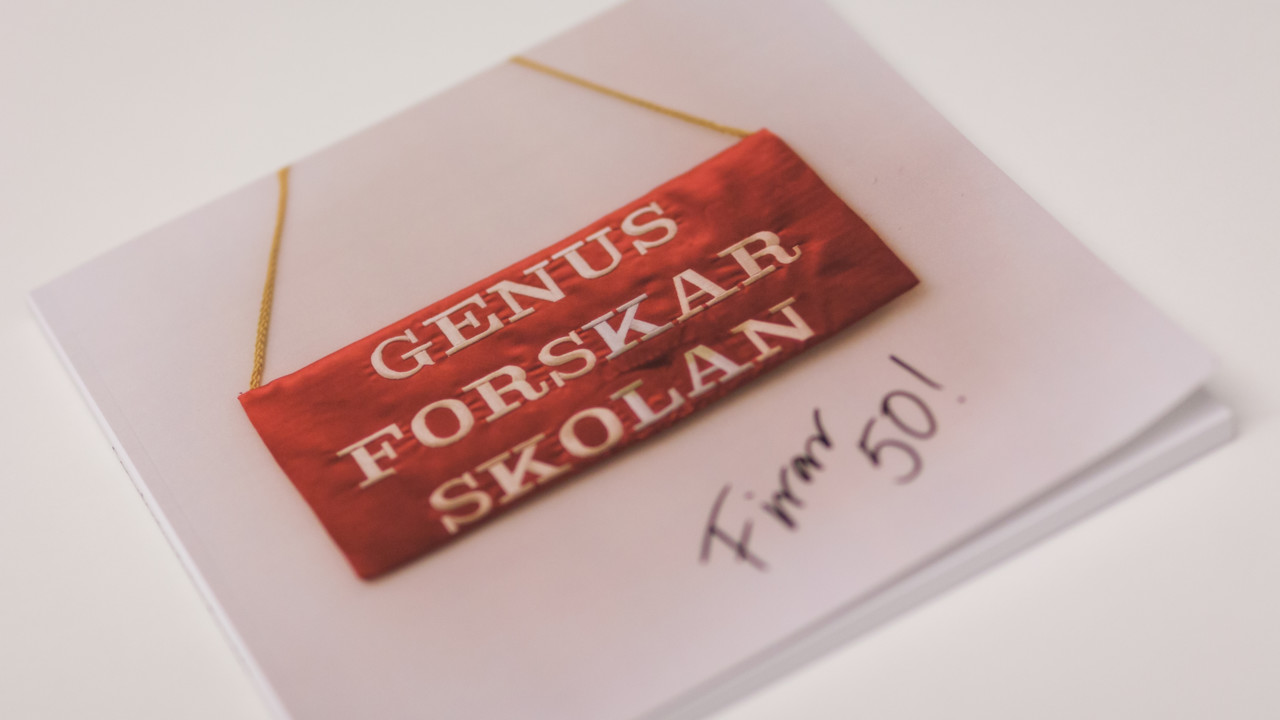 GENUS
FORSKAR
SKOLAN
Firar
50!